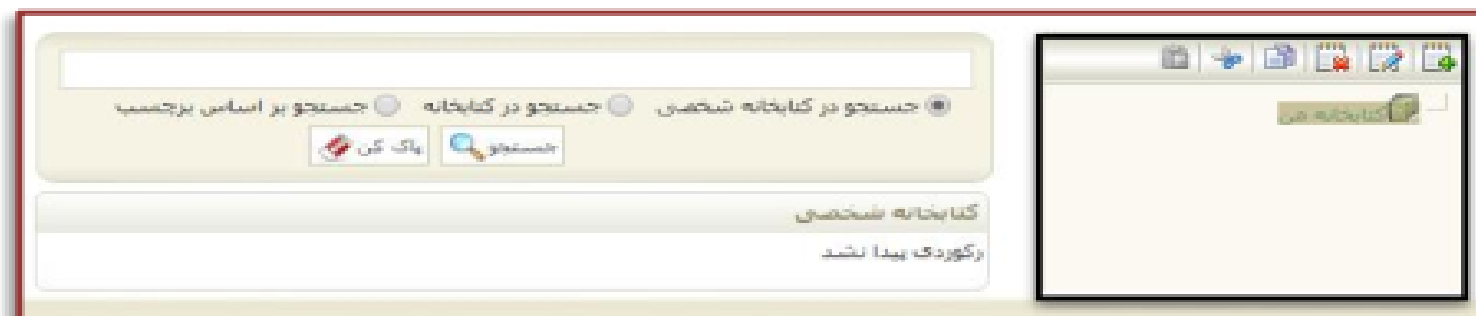 کتابخانه من
جستجو در کتابخانه شخصی جستجو در کتابخانه جستجو بر اساس برچسب
جستجو پاک کن
کتابخانه شخصی
رکوردی پیدا نشد